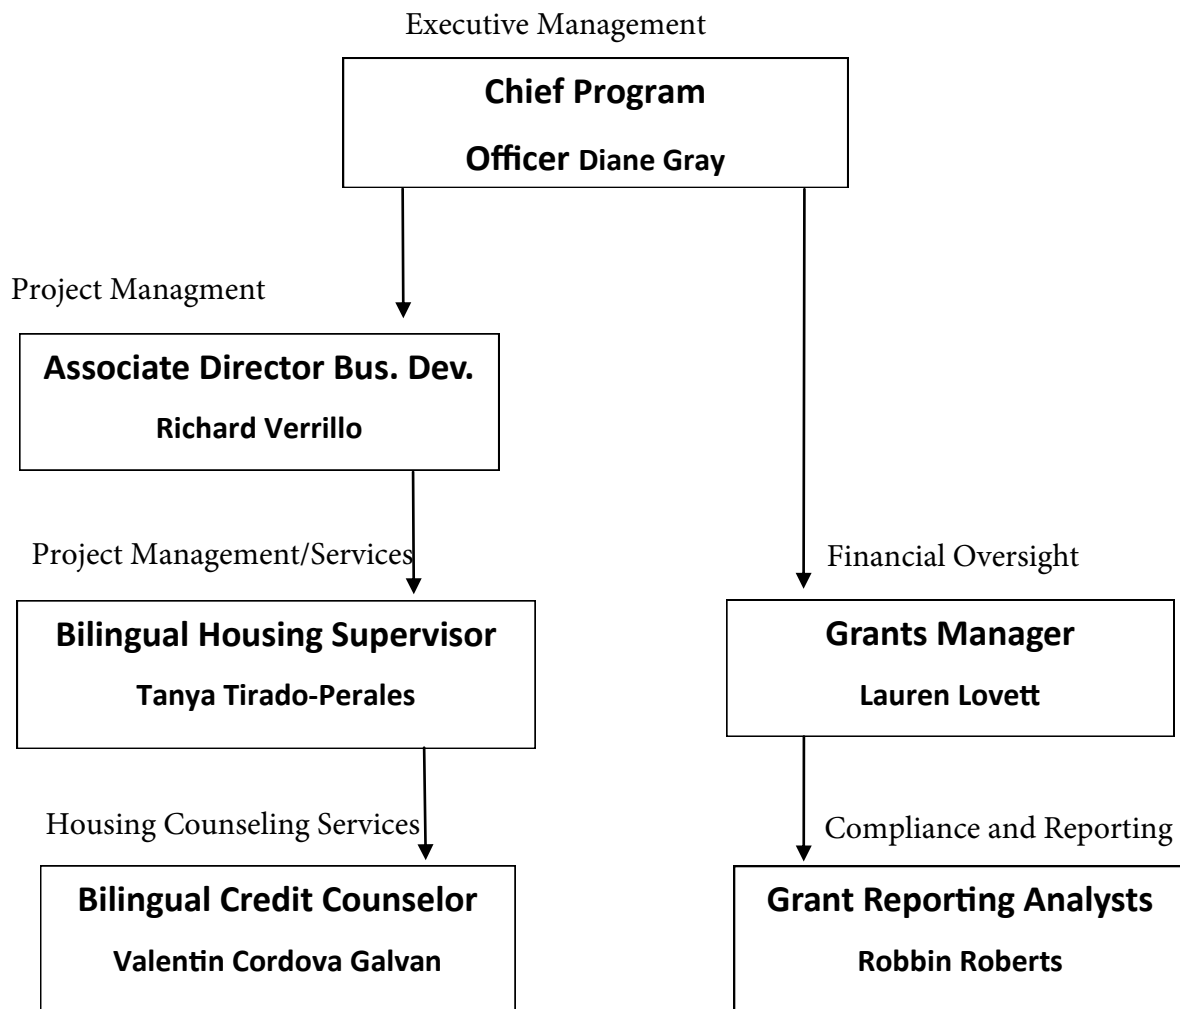 Executive Management
Chief Program
Officer Diane Gray
Project Managment
Associate Director Bus. Dev.
Richard Verrillo
Project Management/Services
Bilingual Housing Supervisor
Tanya Tirado-Perales
Financial Oversight
Grants Manager
Lauren Lovett
Housing Counseling Services
Bilingual Credit Counselor
Valentin Cordova Galvan
Compliance and Reporting
Grant Reporting Analysts
Robbin Roberts